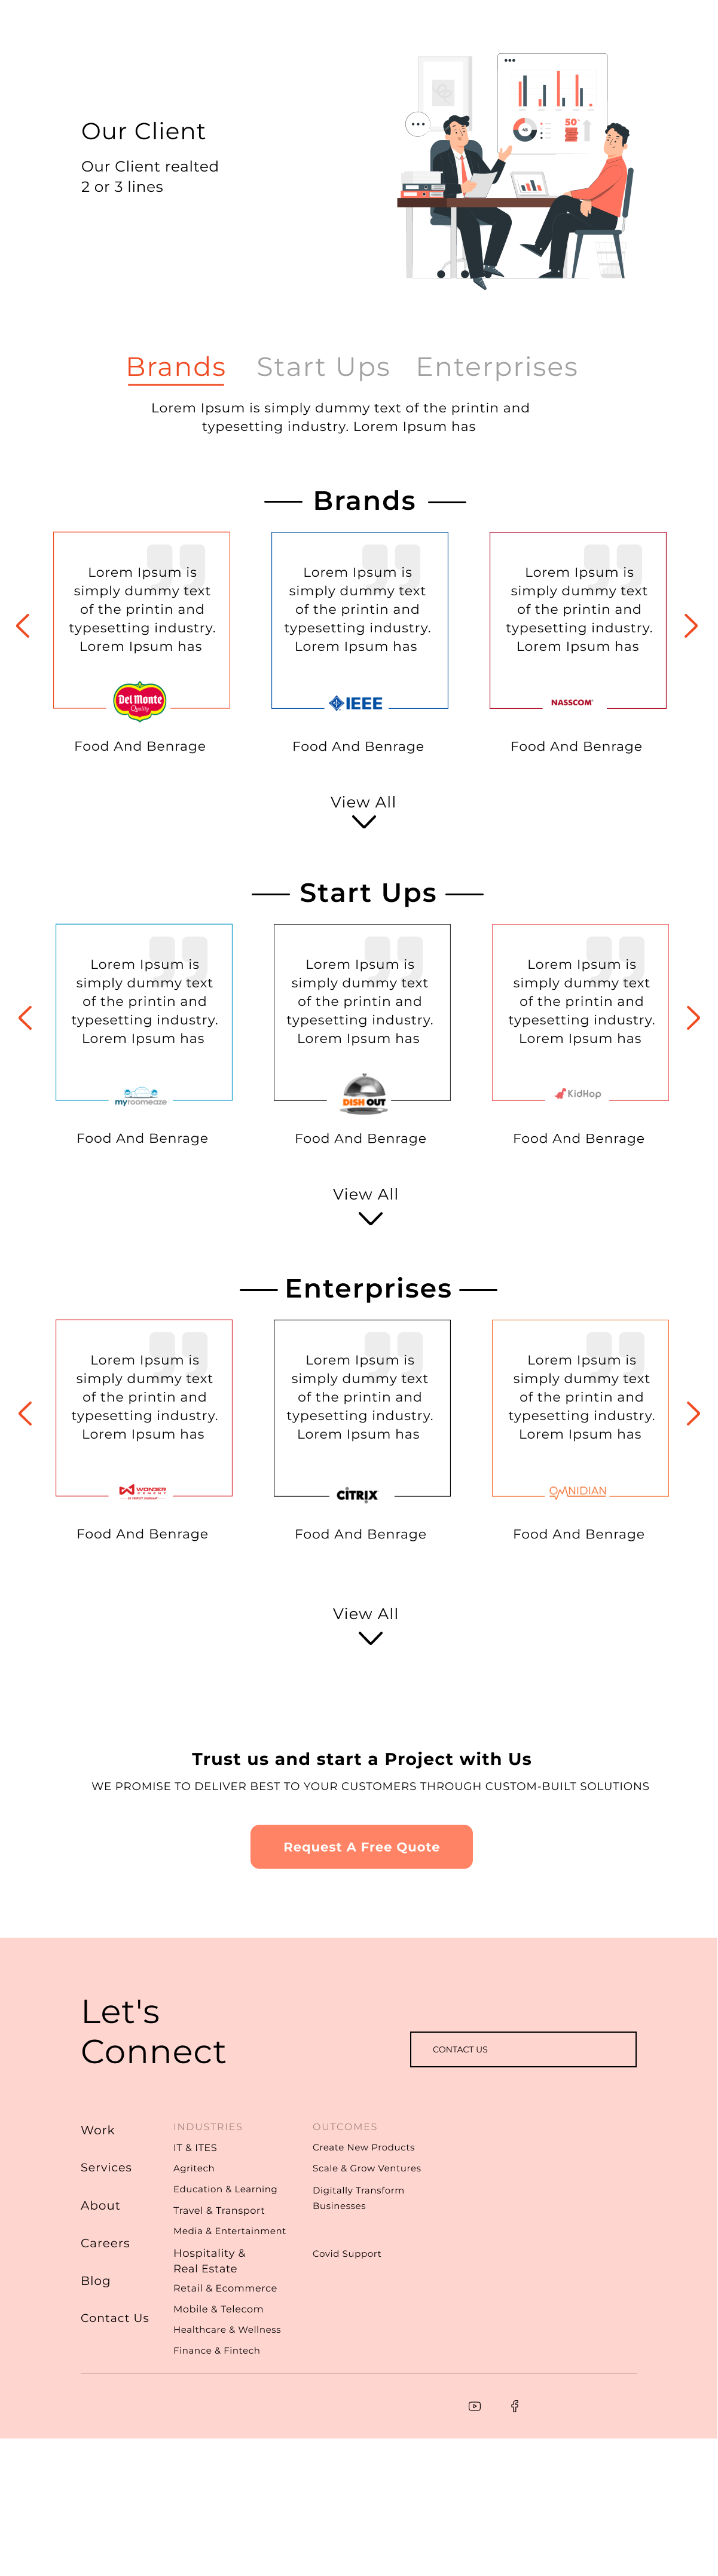 Our Client
Our Client realted
2 or 3 lines
50%
48
Brands Start Ups Enterprises
Lorem Ipsum is simply dummy text of the printin and
typesetting industry. Lorem Ipsum has
Brands
Lorem Ipsum is
simply dummy text
of the printin and
typesetting industry.
Lorem Ipsum has
Del Monte
Quality
Food And Benrage
Lorem Ipsum is
simply dummy text
of the printin and
typesetting industry.
Lorem Ipsum has
IEEE
Food And Benrage
Lorem Ipsum is
simply dummy text
of the printin and
typesetting industry.
Lorem Ipsum has
NASSCOM
Food And Benrage
View All
Start Ups
Lorem Ipsum is
simply dummy text
of the printin and
typesetting industry.
Lorem Ipsum has
myroomeaze
Food And Benrage
Lorem Ipsum is
simply dummy text
of the printin and
typesetting industry.
Lorem Ipsum has
DISH OUT
Food And Benrage
Lorem Ipsum is
simply dummy text
of the printin and
typesetting industry.
Lorem Ipsum has
KidHop
Food And Benrage
View All
Enterprises
Lorem Ipsum is
simply dummy text
of the printin and
typesetting industry.
Lorem Ipsum has
WONDER
CEMENT
Food And Benrage
Lorem Ipsum is
simply dummy text
of the printin and
typesetting industry.
Lorem Ipsum has
CITRIX
Food And Benrage
Lorem Ipsum is
simply dummy text
of the printin and
typesetting industry.
Lorem Ipsum has
OMNIDIAN
Food And Benrage
View All
Trust us and start a Project with Us
WE PROMISE TO DELIVER BEST TO YOUR CUSTOMERS THROUGH CUSTOM-BUILT SOLUTIONS
Request A Free Quote
Let's
Connect
CONTACT US
Work
Services
About
Careers
Blog
Contact Us
INDUSTRIES
IT & ITES
Agritech
Education & Learning
Travel & Transport
Media & Entertainment
Hospitality &
Real Estate
Retail & Ecommerce
Mobile & Telecom
Healthcare & Wellness
Finance & Fintech
OUTCOMES
Create New Products
Scale & Grow Ventures
Digitally Transform
Businesses
Covid Support